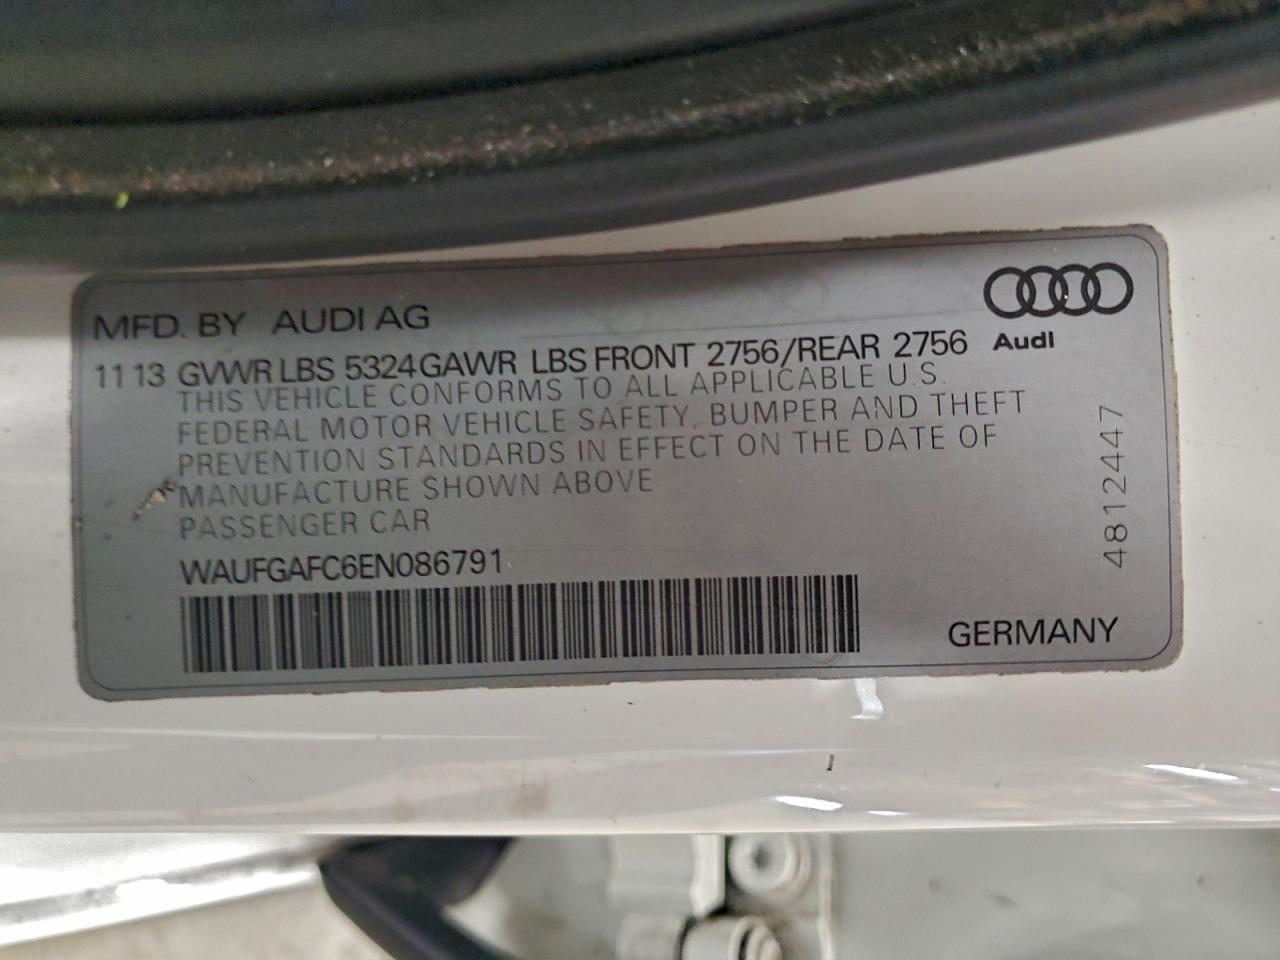 MFD. BY AUDI AG
Audi
11 13 GVWR LBS 5324 GAWR LBS FRONT 2756/REAR 2756
THIS VEHICLE CONFORMS TO ALL APPLICABLE U.S.
FEDERAL MOTOR VEHICLE SAFETY, BUMPER AND THEFT
PREVENTION STANDARDS IN EFFECT ON THE DATE OF
MANUFACTURE SHOWN ABOVE
PASSENGER CAR
WAUFGAFC6EN086791
48124447
GERMANY